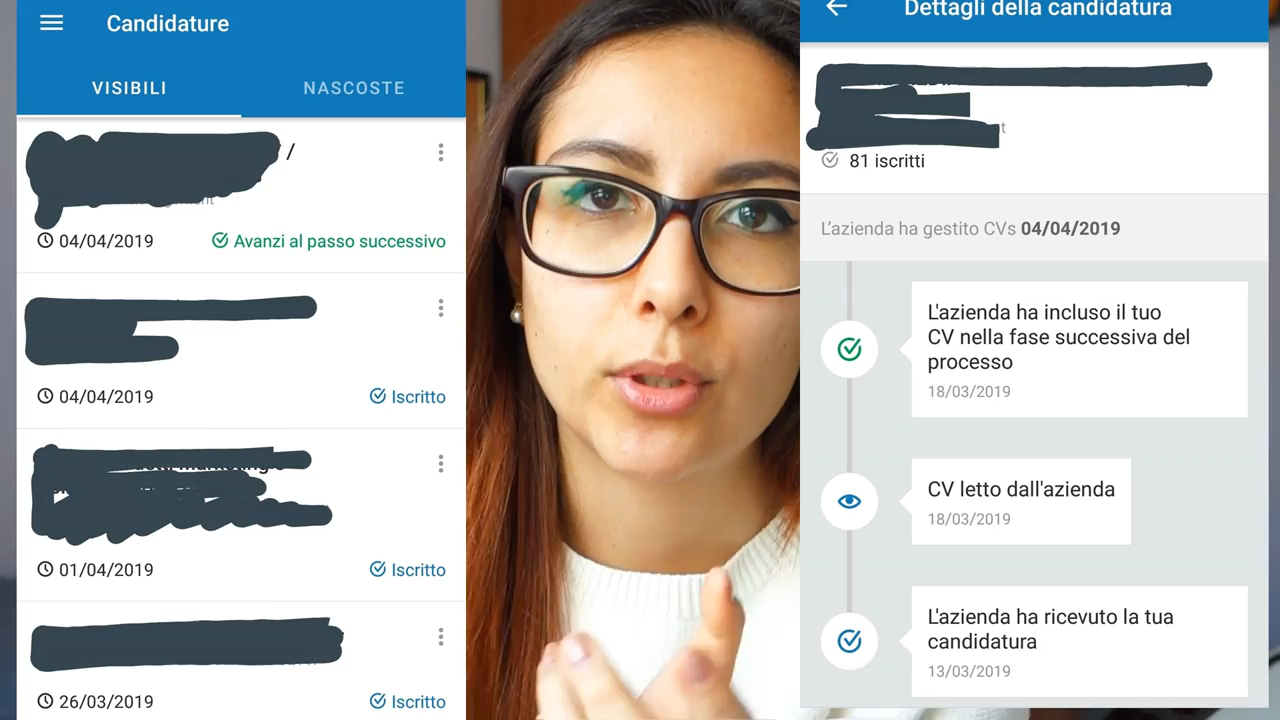 Candidature
VISIBILI
NASCOSTE
/
04/04/2019
Avanzi al passo successivo
04/04/2019
Iscritto
01/04/2019
Iscritto
26/03/2019
Iscritto
Dettagli della candidatura
81 iscritti
L'azienda ha gestito CVs 04/04/2019
L'azienda ha incluso il tuo
CV nella fase successiva del
processo
18/03/2019
CV letto dall'azienda
18/03/2019
L'azienda ha ricevuto la tua
candidatura
13/03/2019